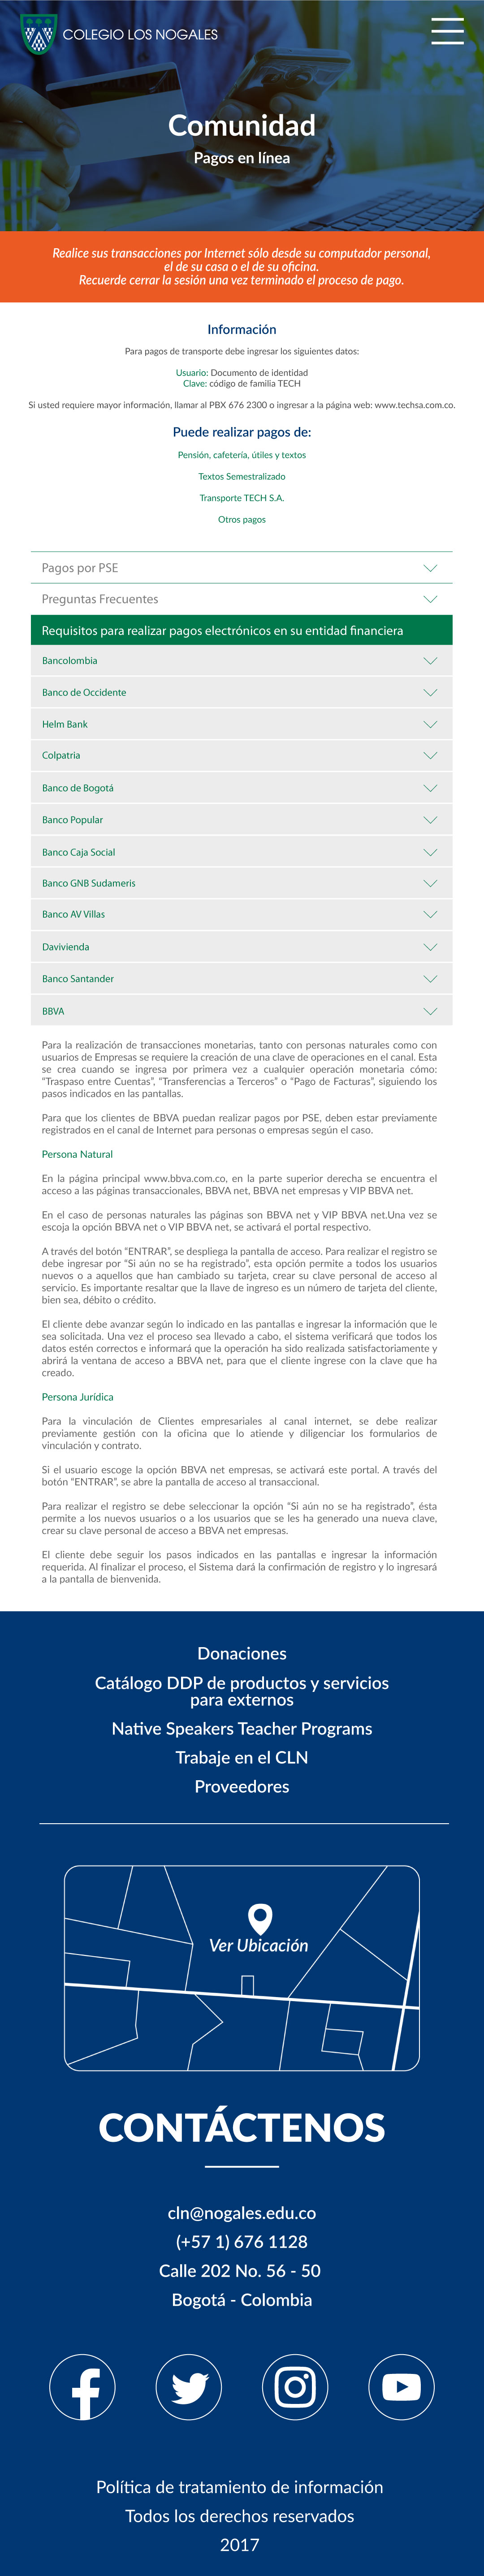 COLEGIO LOS NOGALES
Comunidad
Pagos en línea
Realice sus transacciones por Internet sólo desde su computador personal,
el de su casa o el de su oficina.
Recuerde cerrar la sesión una vez terminado el proceso de pago.
Información
Para pagos de transporte debe ingresar los siguientes datos:
Usuario: Documento de identidad
Clave: código de familia TECH
Si usted requiere mayor información, llamar al PBX 676 2300 o ingresar a la página web: www.techsa.com.co.
Puede realizar pagos de:
Pensión, cafetería, útiles y textos
Textos Semestralizado
Transporte TECH S.A.
Otros pagos
Pagos por PSE
Preguntas Frecuentes
Requisitos para realizar pagos electrónicos en su entidad financiera
Bancolombia
Banco de Occidente
Helm Bank
Colpatria
Banco de Bogotá
Banco Popular
Banco Caja Social
Banco GNB Sudameris
Banco AV Villas
Davivienda
Banco Santander
BBVA
Para la realización de transacciones monetarias, tanto con personas naturales como con
usuarios de Empresas se requiere la creación de una clave de operaciones en el canal. Esta
se crea cuando se ingresa por primera vez a cualquier operación monetaria cómo:
“Traspaso entre Cuentas”, “Transferencias a Terceros” o “Pago de Facturas”, siguiendo los
pasos indicados en las pantallas.
Para que los clientes de BBVA puedan realizar pagos por PSE, deben estar previamente
registrados en el canal de Internet para personas o empresas según el caso.
Persona Natural
En la página principal www.bbva.com.co, en la parte superior derecha se encuentra el
acceso a las páginas transaccionales, BBVA net, BBVA net empresas y VIP BBVA net.
En el caso de personas naturales las páginas son BBVA net y VIP BBVA net.Una vez se
escoja la opción BBVA net o VIP BBVA net, se activará el portal respectivo.
A través del botón “ENTRAR”, se despliega la pantalla de acceso. Para realizar el registro se
debe ingresar por “Si aún no se ha registrado”, esta opción permite a todos los usuarios
nuevos o a aquellos que han cambiado su tarjeta, crear su clave personal de acceso al
servicio. Es importante resaltar que la llave de ingreso es un número de tarjeta del cliente,
bien sea, débito o crédito.
El cliente debe avanzar según lo indicado en las pantallas e ingresar la información que le
sea solicitada. Una vez el proceso sea llevado a cabo, el sistema verificará que todos los
datos estén correctos e informará que la operación ha sido realizada satisfactoriamente y
abrirá la ventana de acceso a BBVA net, para que el cliente ingrese con la clave que ha
creado.
Persona Jurídica
Para la vinculación de Clientes empresariales al canal internet, se debe realizar
previamente gestión con la oficina que lo atiende y diligenciar los formularios de
vinculación y contrato.
Si el usuario escoge la opción BBVA net empresas, se activará este portal. A través del
botón “ENTRAR”, se abre la pantalla de acceso al transaccional.
Para realizar el registro se debe seleccionar la opción “Si aún no se ha registrado”, ésta
permite a los nuevos usuarios o a los usuarios que se les ha generado una nueva clave,
crear su clave personal de acceso a BBVA net empresas.
El cliente debe seguir los pasos indicados en las pantallas e ingresar la información
requerida. Al finalizar el proceso, el Sistema dará la confirmación de registro y lo ingresará
a la pantalla de bienvenida.
Donaciones
Catálogo DDP de productos y servicios
para externos
Native Speakers Teacher Programs
Trabaje en el CLN
Proveedores
Ver Ubicación
CONTÁCTENOS
cln@nogales.edu.co
(+57 1) 676 1128
Calle 202 No. 56 - 50
Bogotá - Colombia
Política de tratamiento de información
Todos los derechos reservados
2017